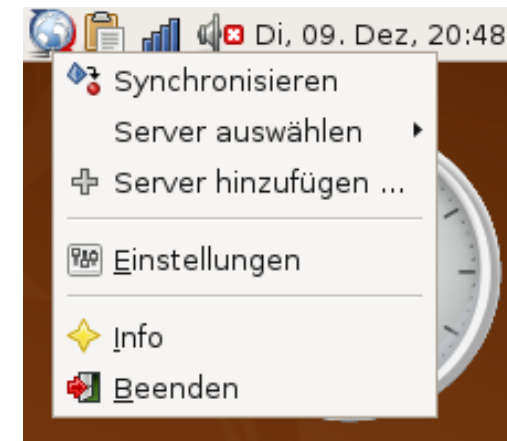 Di, 09. Dez, 20:48
Synchronisieren
Server auswählen
Server hinzufügen ...
Einstellungen
Info
Beenden